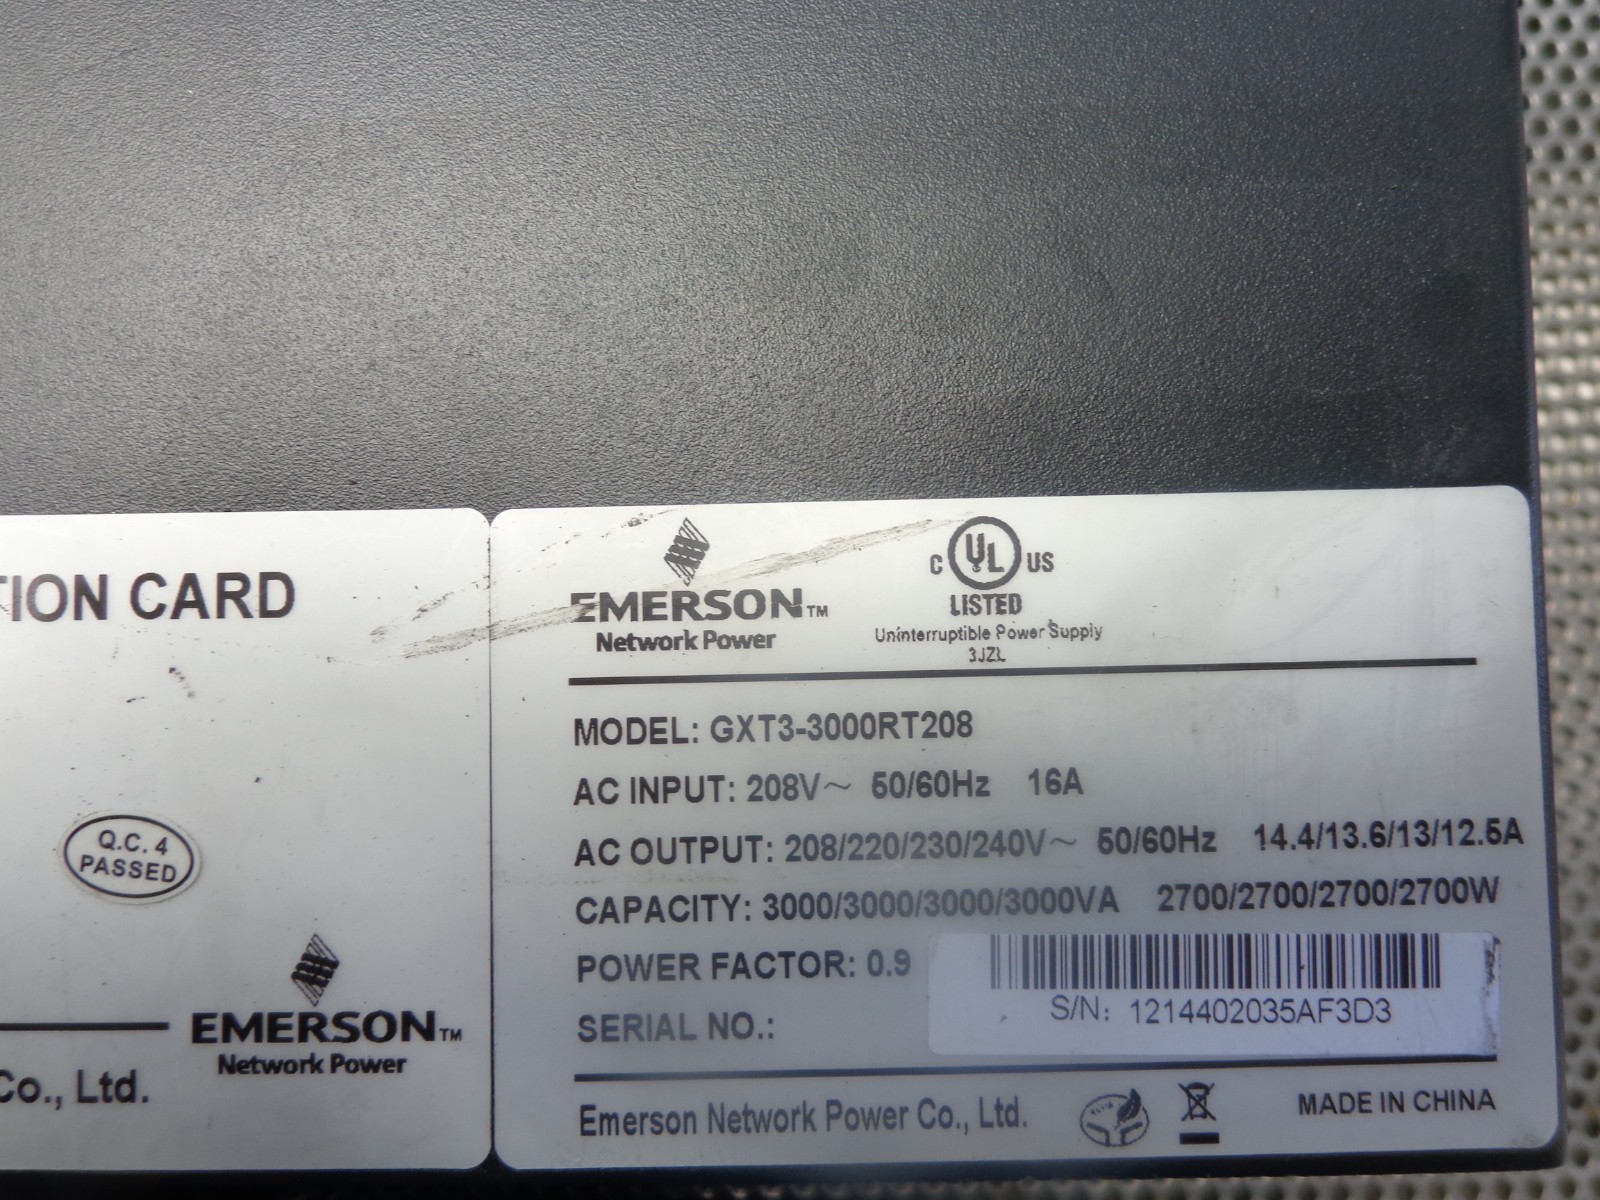 TION CARD
Q.C. 4
PASSED
EMERSON™
Network Power
Co., Ltd.
EMERSON™
Network Power
C UL US
LISTED
Uninterruptible Power Supply
3JZL
MODEL: GXT3-3000RT208
AC INPUT: 208V~ 50/60Hz 16A
AC OUTPUT: 208/220/230/240V~ 50/60Hz 14.4/13.6/13/12.5A
CAPACITY: 3000/3000/3000/3000VA 2700/2700/2700/2700W
POWER FACTOR: 0.9
SERIAL NO.:
S/N: 1214402035AF3D3
Emerson Network Power Co., Ltd.
MADE IN CHINA